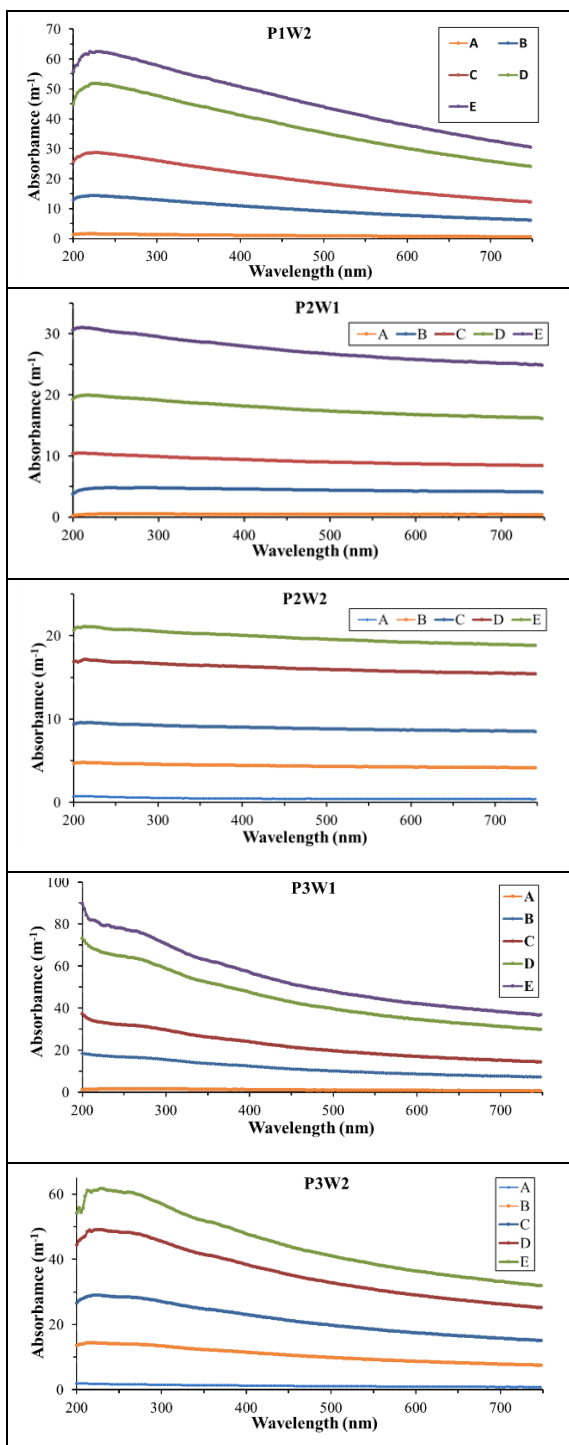 P1W2
70
60
50
40
30
20
10
0
A B
C D
E
Absorbamce (m-1)
200 300 400 500 600 700
Wavelength (nm)
P2W1
30
20
10
0
A B C D E
Absorbamce (m-1)
200 300 400 500 600 700
Wavelength (nm)
P2W2
20
10
0
A B C D E
Absorbamce (m-1)
200 300 400 500 600 700
Wavelength (nm)
P3W1
100
80
60
40
20
0
A
B
C
D
E
Absorbamce (m-1)
200 300 400 500 600 700
Wavelength (nm)
P3W2
60
40
20
0
A
B
C
D
E
Absorbamce (m-1)
200 300 400 500 600 700
Wavelength (nm)